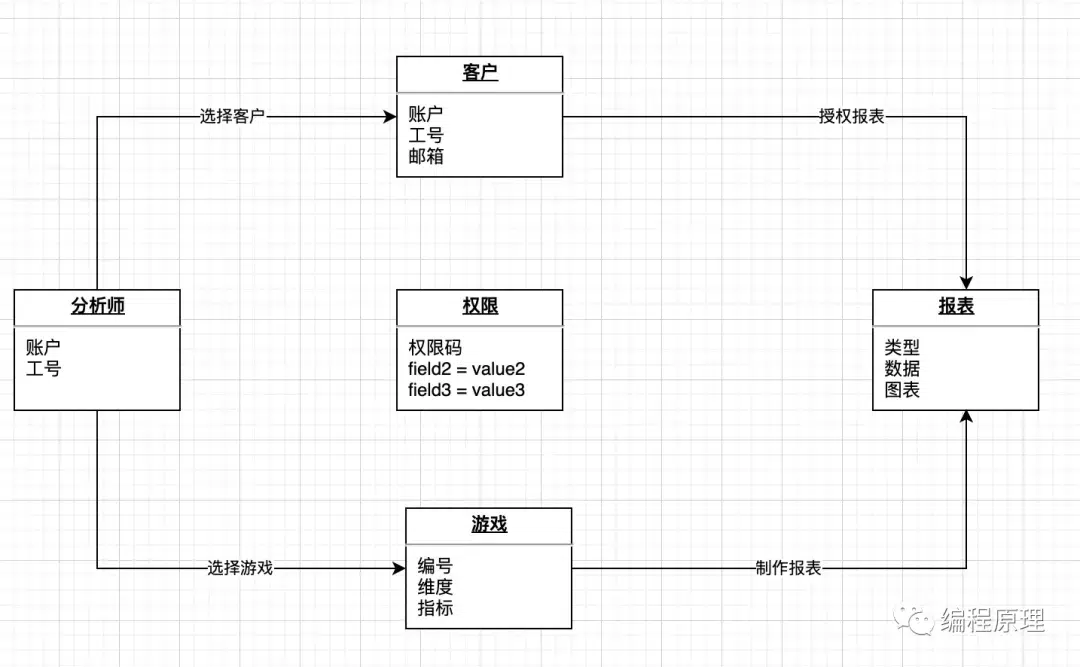 客户
账户
工号
邮箱
选择客户
授权报表
分析师
账户
工号
权限
权限码
field2 = value2
field3 = value3
报表
类型
数据
图表
游戏
编号
维度
指标
选择游戏
制作报表
编程原理